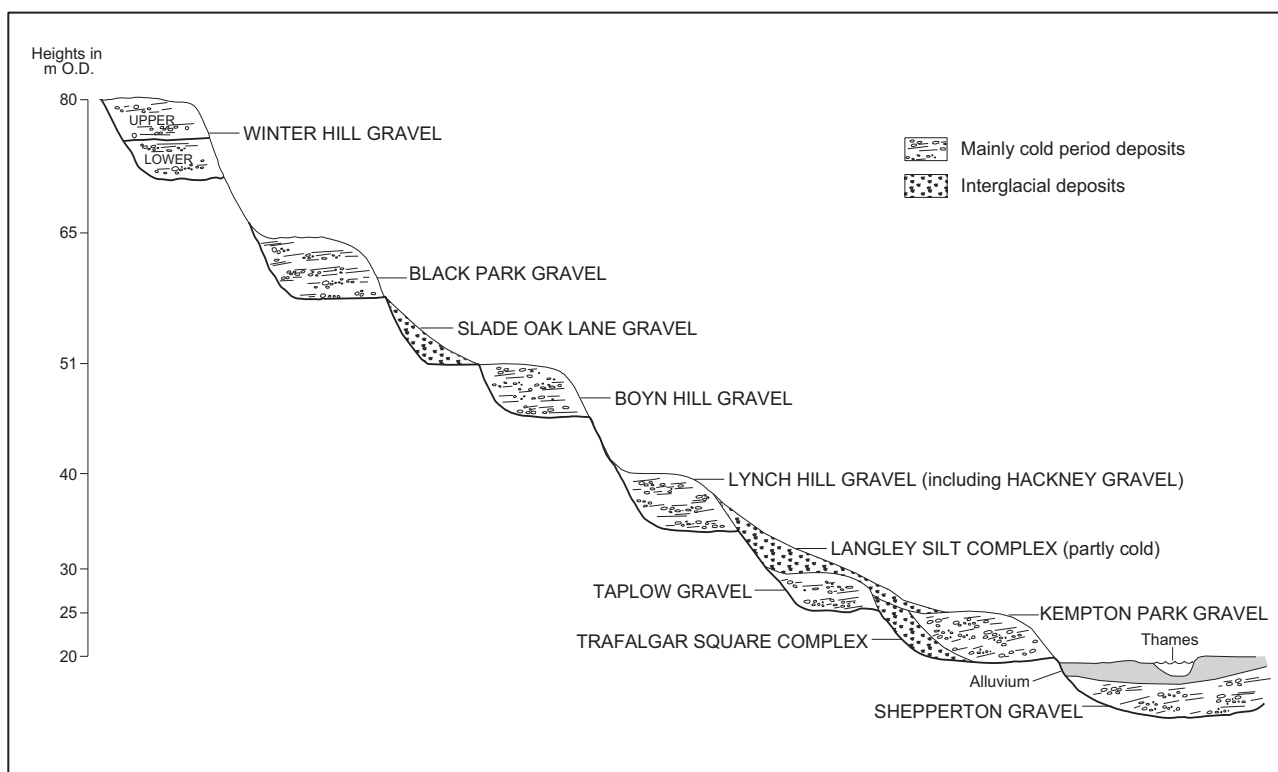 Heights in
m O.D.
80
UPPER
WINTER HILL GRAVEL
LOWER
Mainly cold period deposits
Interglacial deposits
65
BLACK PARK GRAVEL
SLADE OAK LANE GRAVEL
51
BOYN HILL GRAVEL
40
LYNCH HILL GRAVEL (including HACKNEY GRAVEL)
LANGLEY SILT COMPLEX (partly cold)
30
TAPLOW GRAVEL
25
KEMPTON PARK GRAVEL
TRAFALGAR SQUARE COMPLEX
Thames
20
Alluvium
SHEPPERTON GRAVEL